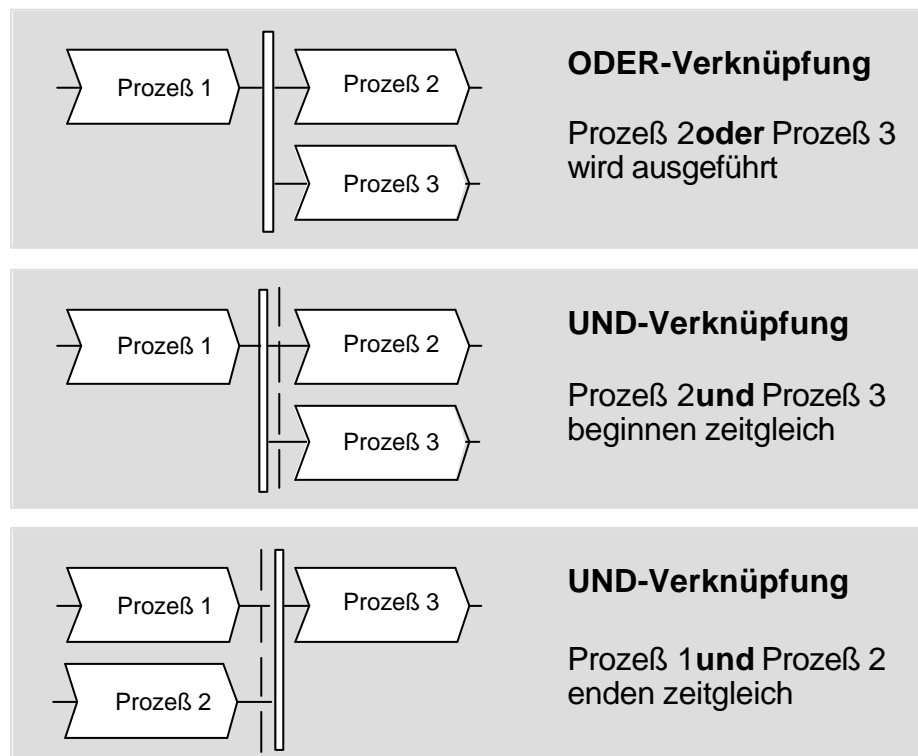 Prozeß 1
Prozeß 2
Prozeß 3
ODER-Verknüpfung
Prozeß 2oder Prozeß 3
wird ausgeführt
Prozeß 1
Prozeß 2
Prozeß 3
UND-Verknüpfung
Prozeß 2und Prozeß 3
beginnen zeitgleich
Prozeß 1
Prozeß 3
Prozeß 2
UND-Verknüpfung
Prozeß 1und Prozeß 2
enden zeitgleich